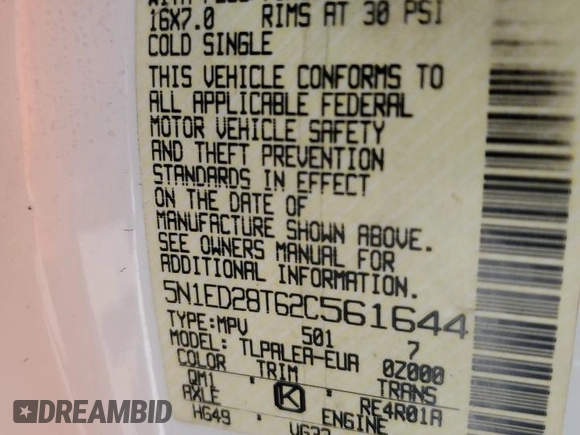 16X7.0 RIMS AT 30 PSI
COLD SINGLE
THIS VEHICLE CONFORMS TO
ALL APPLICABLE FEDERAL
MOTOR VEHICLE SAFETY
AND THEFT PREVENTION
STANDARDS IN EFFECT
ON THE DATE OF
MANUFACTURE SHOWN ABOVE.
SEE OWNERS MANUAL FOR
ADDITIONAL INFORMATION.
5N1ED28T62C561644
TYPE:MPV 501 7
MODEL: TLPALEA-EUA 0Z000
COLOR TRIM TRANS
QM1 K RE4R01A
AXLE ENGINE
HG49
DREAMBID